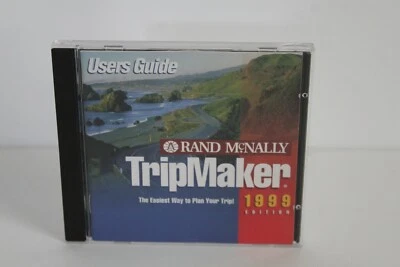 Users Guide
RAND McNALLY
TripMaker®
The Easiest Way to Plan Your Trip!
1999
EDITION